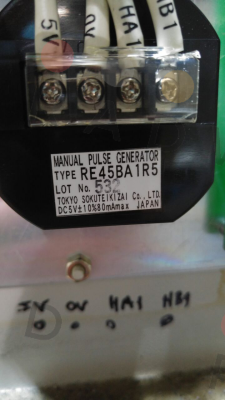 5V 0V HA1 HB1
MANUAL PULSE GENERATOR
TYPE RE45BA1R5
LOT No. 532
TOKYO SOKUTEIKIZAI Co., LTD.
DC5V±10%80mAmax JAPAN
5V 0V HA1 HB1